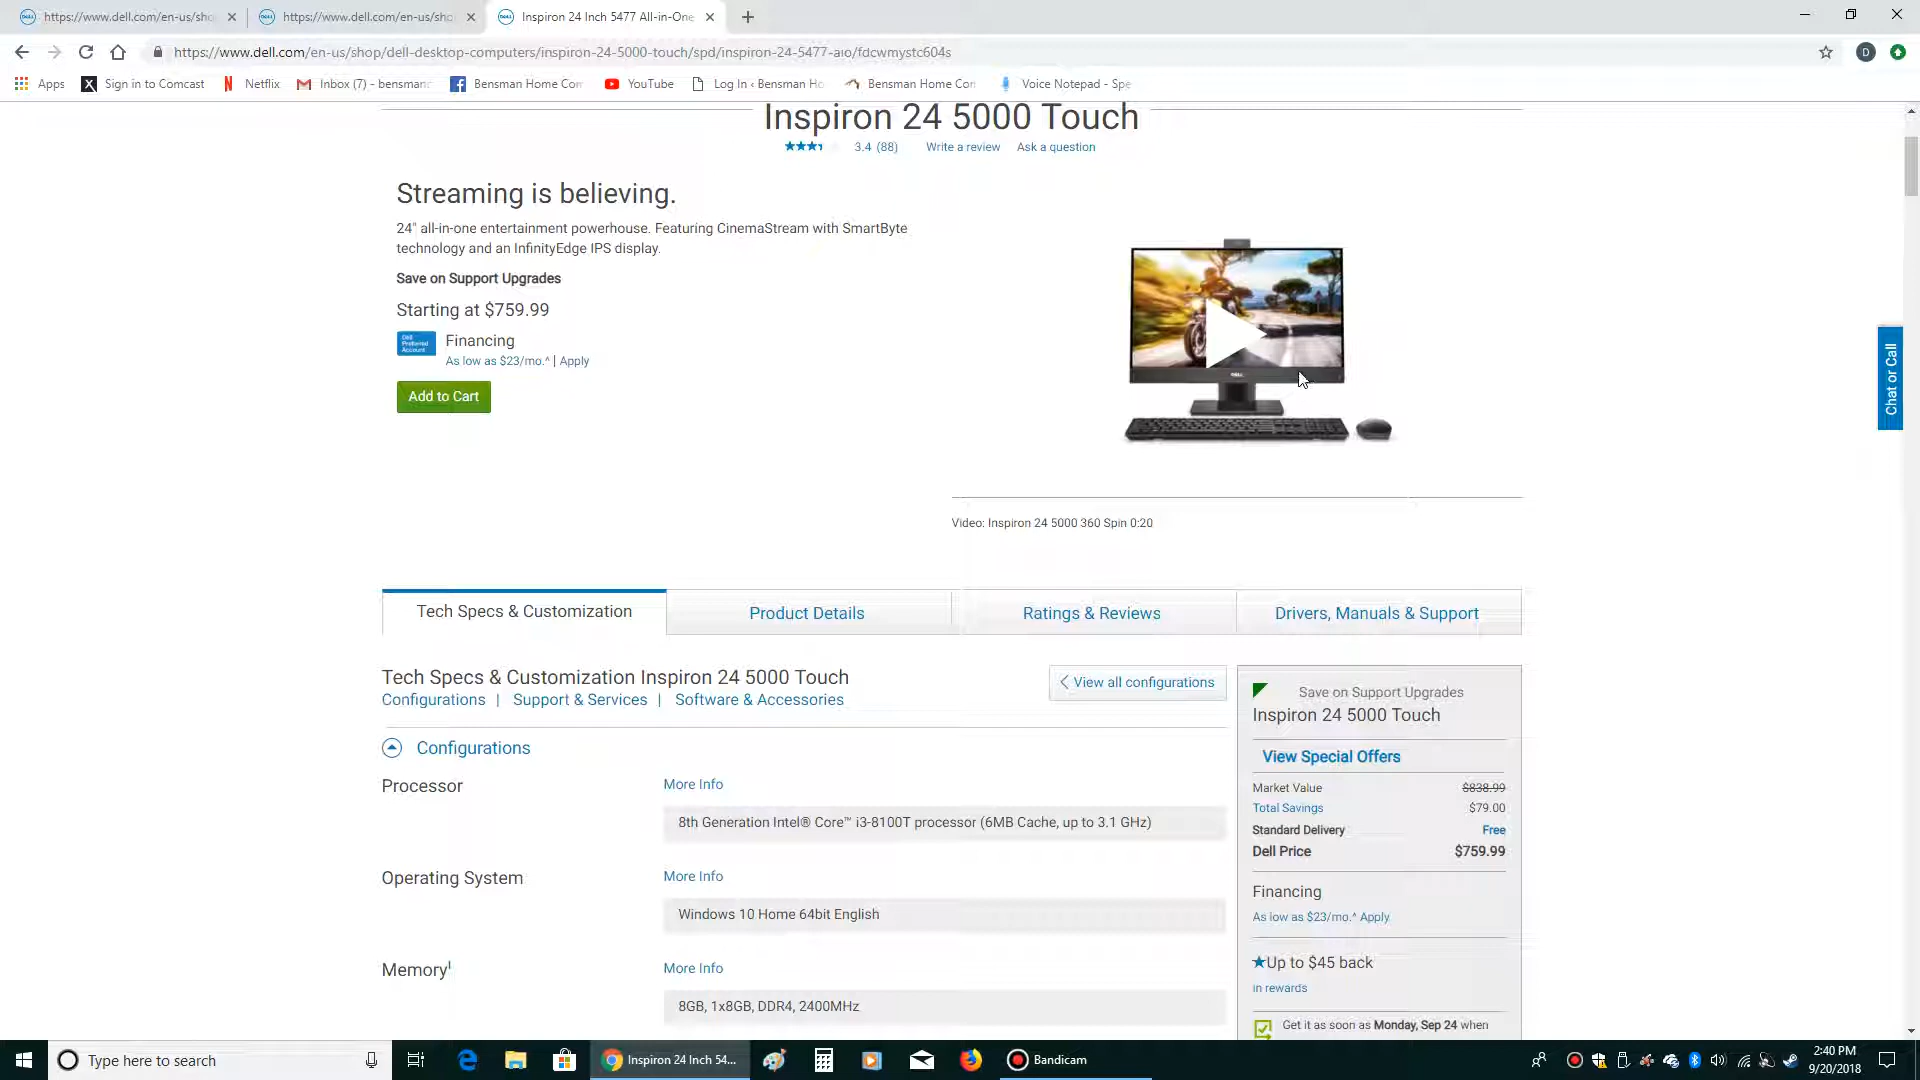 https://www.dell.com/en-us/sho
https://www.dell.com/en-us/sho
Inspiron 24 Inch 5477 All-in-One
https://www.dell.com/en-us/shop/dell-desktop-computers/inspiron-24-5000-touch/spd/inspiron-24-5477-aio/fdcwmystc604s
D
Apps
Sign in to Comcast
Netflix
Inbox (7) - bensman
Bensman Home Com
YouTube
Log In ‹ Bensman Ho
Bensman Home Con
Voice Notepad - Spe
Inspiron 24 5000 Touch
3.4 (88) Write a review Ask a question
Streaming is believing.
24" all-in-one entertainment powerhouse. Featuring CinemaStream with SmartByte
technology and an InfinityEdge IPS display.
Save on Support Upgrades
Starting at $759.99
Dell Preferred Account
Financing
As low as $23/mo.^ | Apply
Add to Cart
Chat or Call
Video: Inspiron 24 5000 360 Spin 0:20
Tech Specs & Customization
Product Details
Ratings & Reviews
Drivers, Manuals & Support
Tech Specs & Customization Inspiron 24 5000 Touch
View all configurations
Configurations | Support & Services | Software & Accessories
Configurations
Processor
More Info
8th Generation Intel® Core™ i3-8100T processor (6MB Cache, up to 3.1 GHz)
Operating System
More Info
Windows 10 Home 64bit English
Memory¹
More Info
8GB, 1x8GB, DDR4, 2400MHz
Save on Support Upgrades
Inspiron 24 5000 Touch
View Special Offers
Market Value $838.99
Total Savings $79.00
Standard Delivery Free
Dell Price $759.99
Financing
As low as $23/mo.^ Apply
Up to $45 back
in rewards
Get it as soon as Monday, Sep 24 when
Type here to search
Inspiron 24 Inch 54...
Bandicam
2:40 PM
9/20/2018